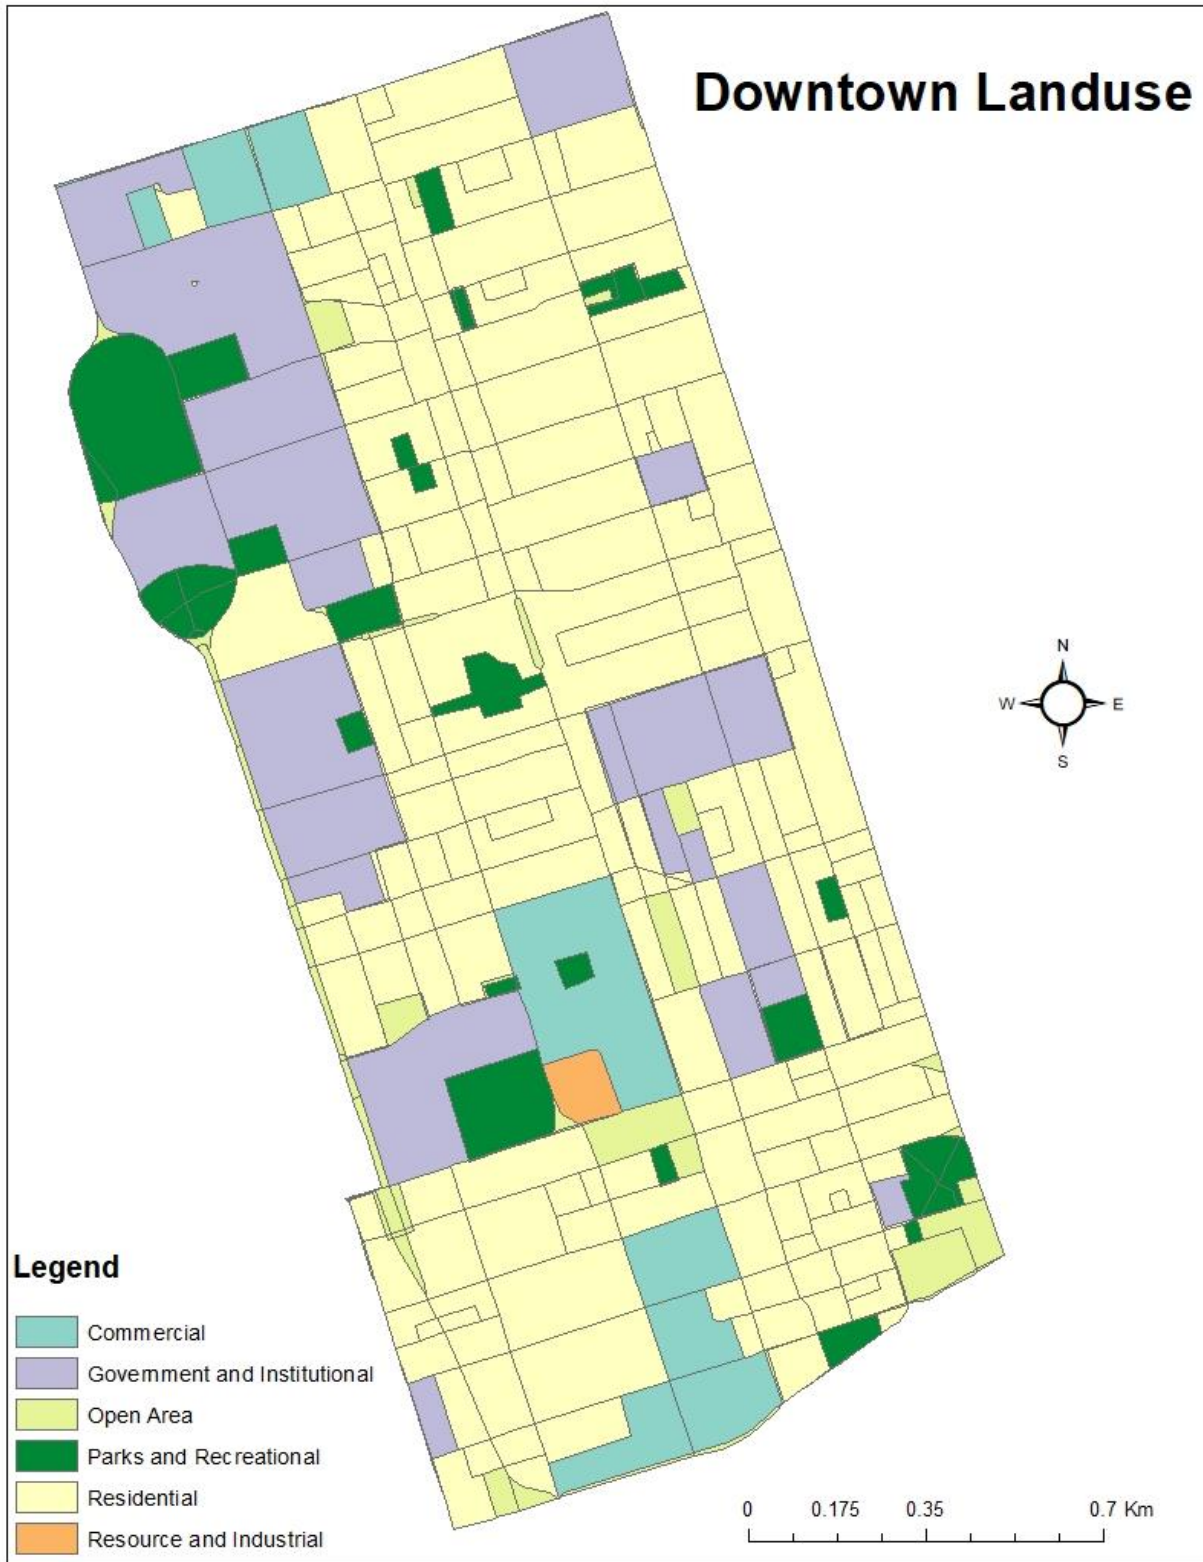 Downtown Landuse
N
W E
S
Legend
Commercial
Government and Institutional
Open Area
Parks and Recreational
Residential
Resource and Industrial
0 0.175 0.35 0.7 Km